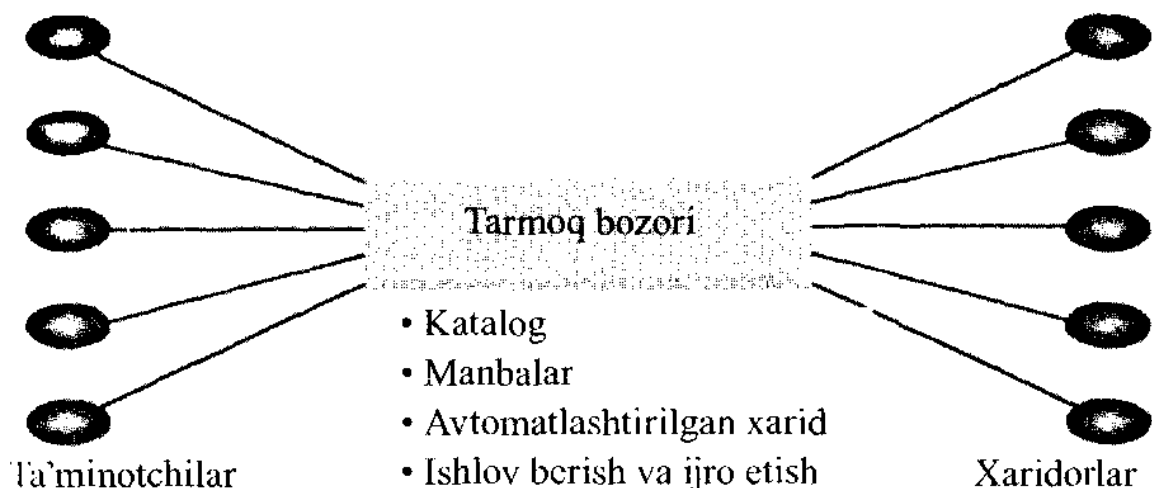 Tarmoq bozori
• Katalog
• Manbalar
• Avtomatlashtirilgan xarid
• Ishlov berish va ijro etish
Ta'minotchilar
Xaridorlar